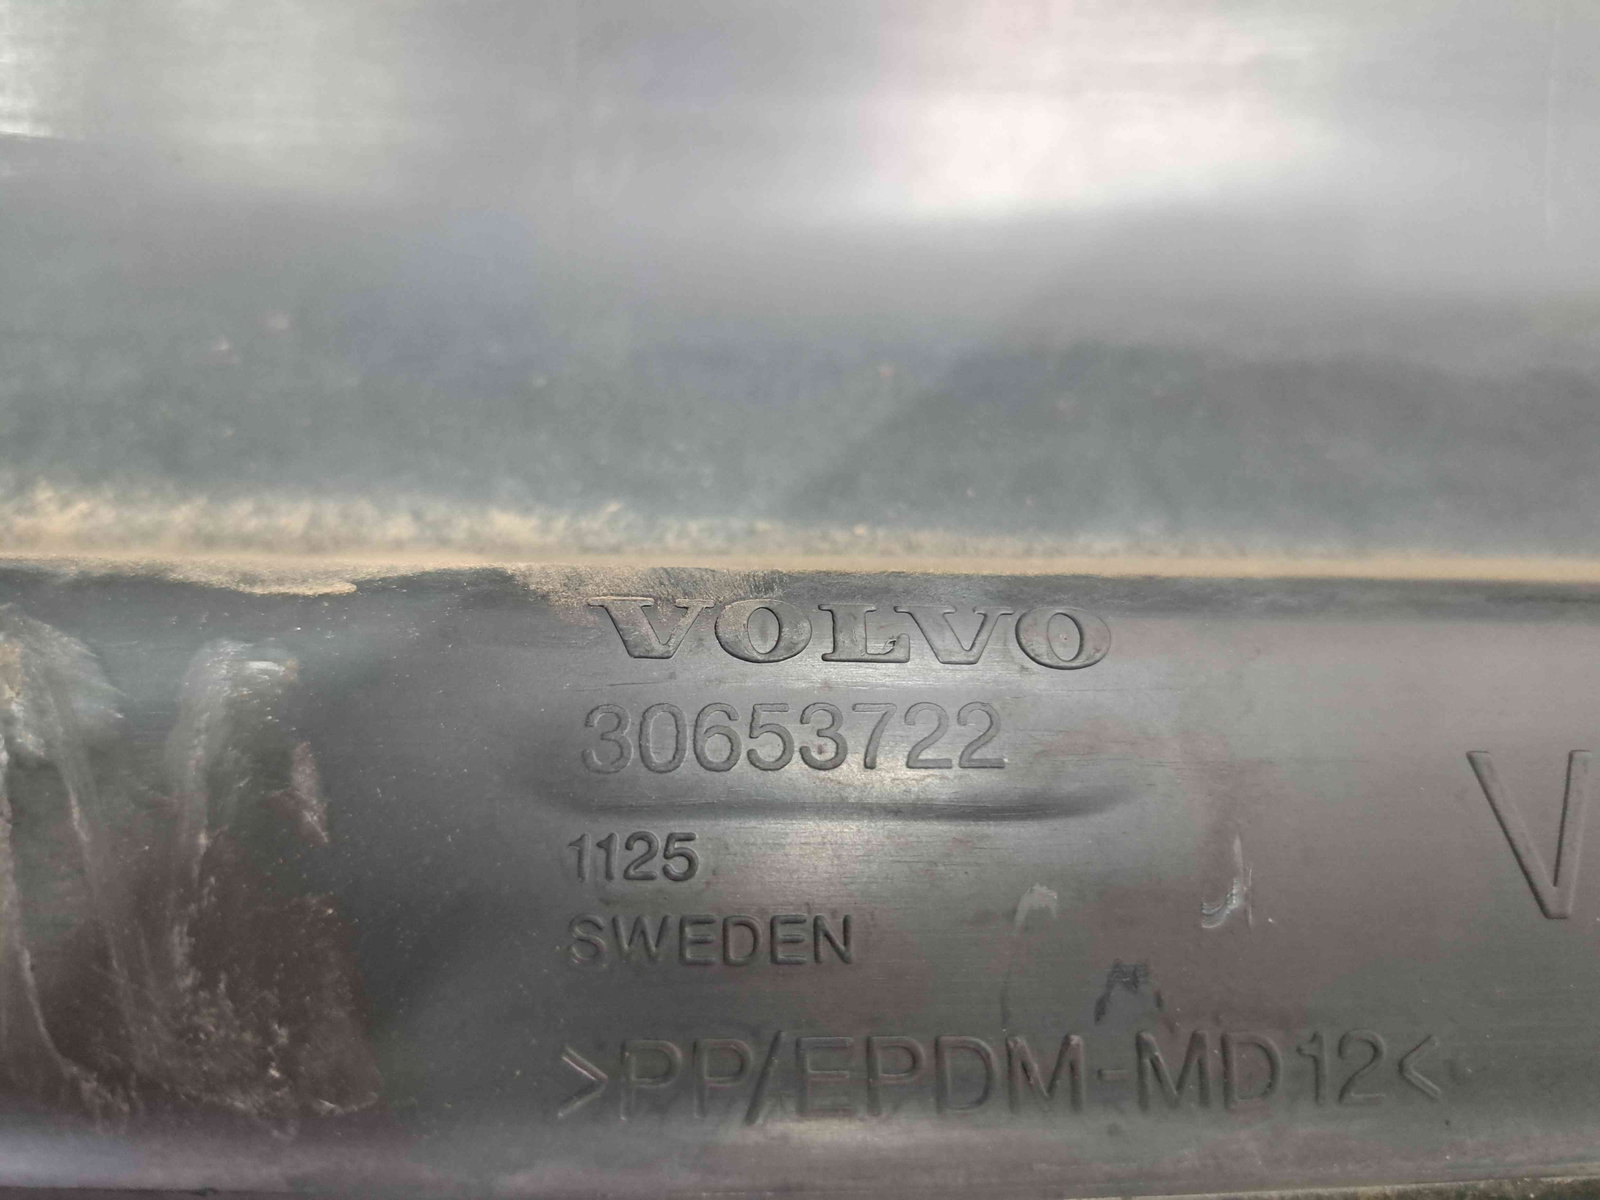 VOLVO
30653722
V
1125
SWEDEN
>PP/EPDM-MD12<